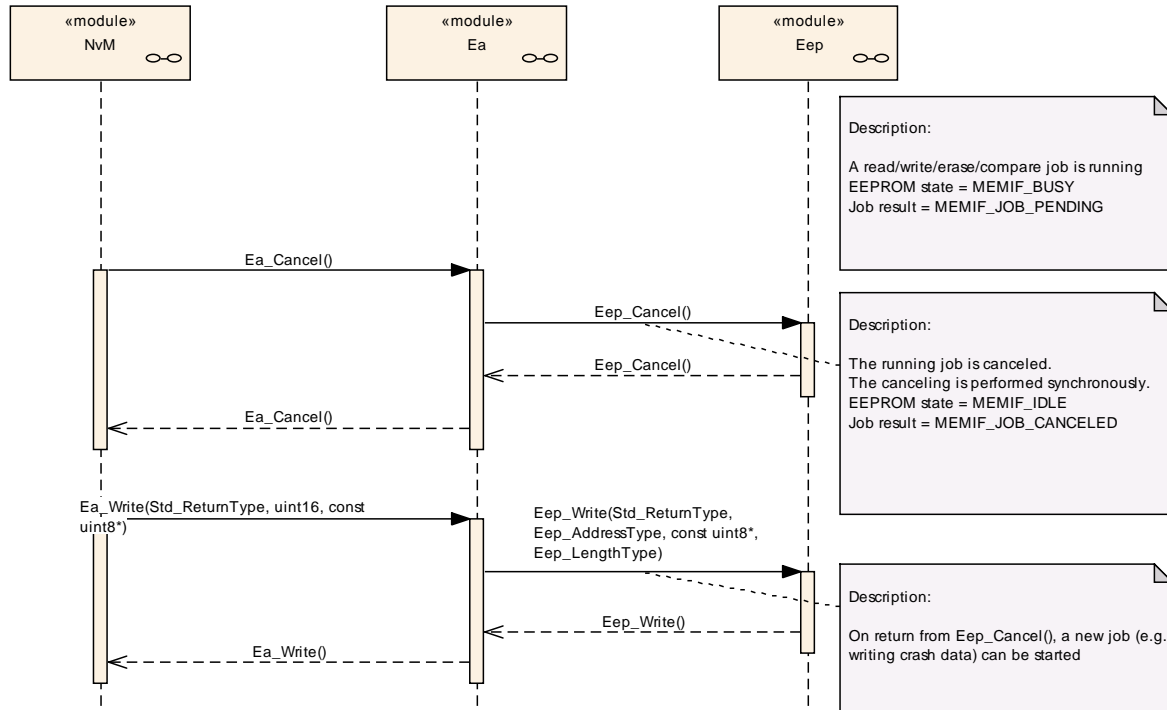 «module»
NvM
«module»
Ea
«module»
Eep
Description:
A read/write/erase/compare job is running
EEPROM state = MEMIF_BUSY
Job result = MEMIF_JOB_PENDING
Ea_Cancel()
Eep_Cancel()
Description:
The running job is canceled.
The canceling is performed synchronously.
EEPROM state = MEMIF_IDLE
Job result = MEMIF_JOB_CANCELED
Eep_Cancel()
Ea_Cancel()
Ea_Write(Std_ReturnType, uint16, const
uint8*)
Eep_Write(Std_ReturnType,
Eep_AddressType, const uint8*,
Eep_LengthType)
Description:
On return from Eep_Cancel(), a new job (e.g.
writing crash data) can be started
Eep_Write()
Ea_Write()